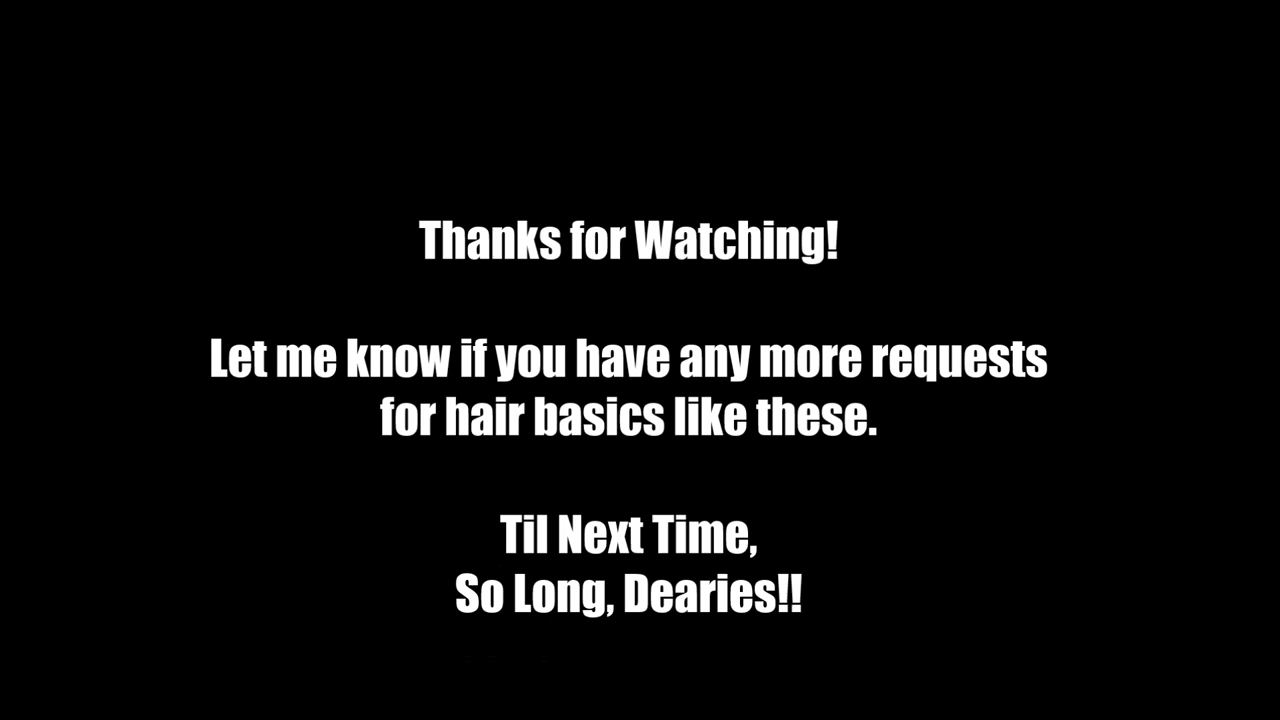 Thanks for Watching!
Let me know if you have any more requests
for hair basics like these.
Til Next Time,
So Long, Dearies!!